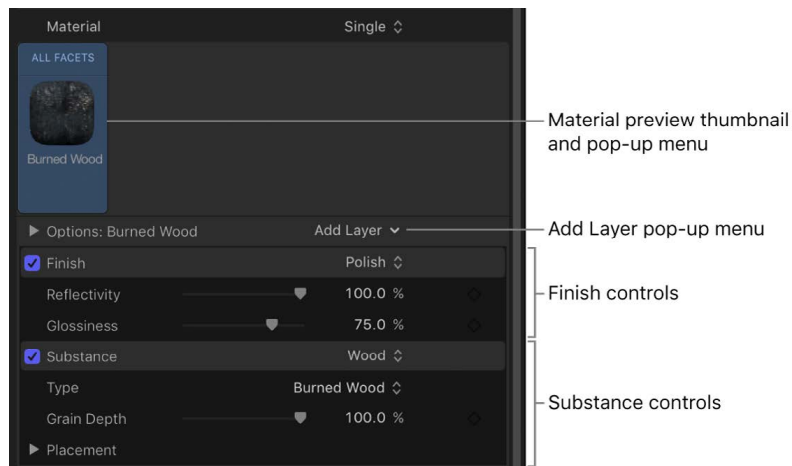 Material Single
ALL FACETS
Burned Wood
Material preview thumbnail
and pop-up menu
Options: Burned Wood Add Layer
Add Layer pop-up menu
Finish Polish
Reflectivity 100.0 %
Glossiness 75.0 %
Finish controls
Substance Wood
Type Burned Wood
Grain Depth 100.0 %
Placement
Substance controls